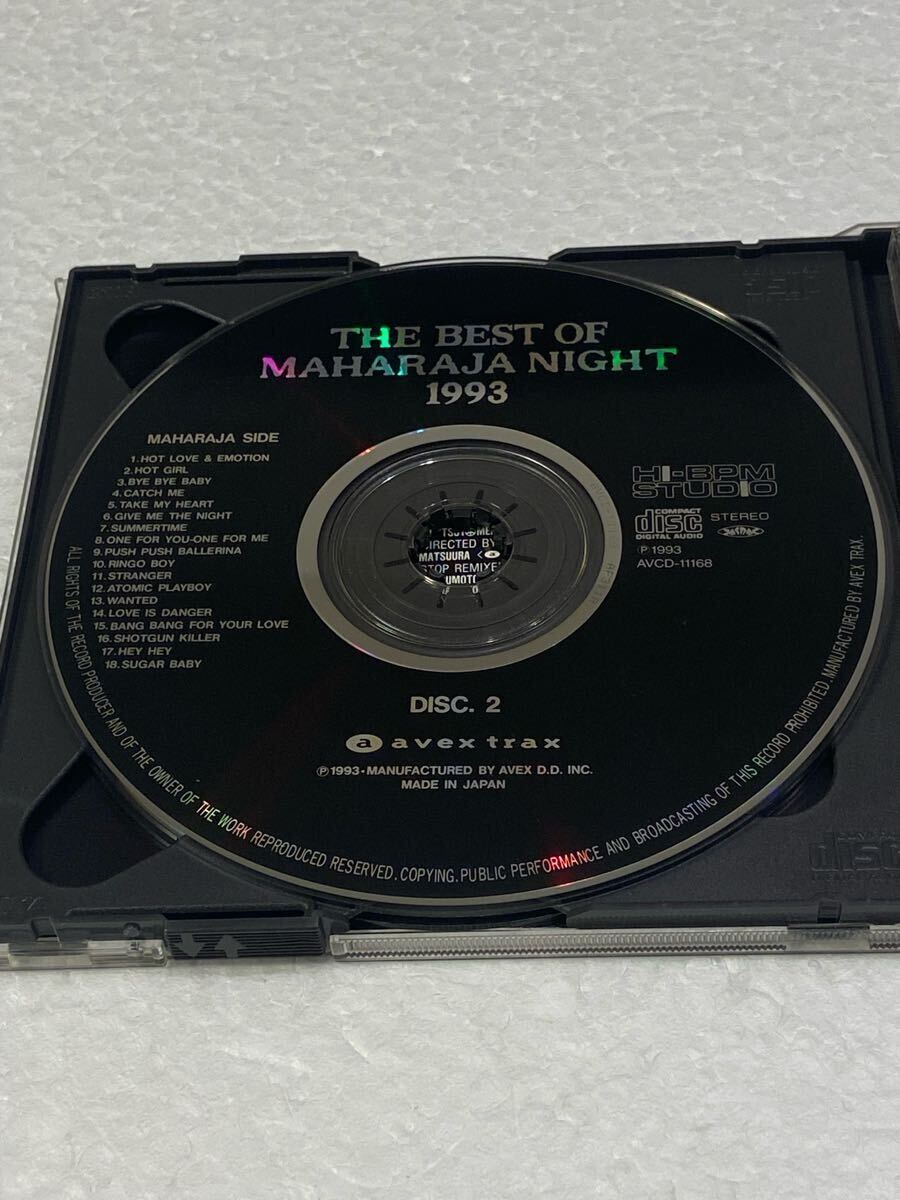 THE BEST OF
MAHARAJA NIGHT
1993
MAHARAJA SIDE
1.HOT LOVE & EMOTION
2.HOT GIRL
3.BYE BYE BABY
4.CATCH ME
5.TAKE MY HEART
6.GIVE ME THE NIGHT
7.SUMMERTIME
8.ONE FOR YOU-ONE FOR ME
9.PUSH PUSH BALLERINA
10.RINGO BOY
11.STRANGER
12.ATOMIC PLAYBOY
13.WANTED
14.LOVE IS DANGER
15.BANG BANG FOR YOUR LOVE
16.SHOTGUN KILLER
17.HEY HEY
18.SUGAR BABY
HI-BPM
STUDIO
COMPACT
disc
DIGITAL AUDIO
STEREO
℗1993
AVCD-11168
DIRECTED BY
MATSUURA <a
STOP REMIXE
UMOTO
DISC. 2
a avex trax
℗1993·MANUFACTURED BY AVEX D.D. INC.
MADE IN JAPAN
ALL RIGHTS OF THE RECORD PRODUCER AND OF THE OWNER OF THE WORK REPRODUCED RESERVED. COPYING. PUBLIC PERFORMANCE AND BROADCASTING OF THIS RECORD PROHIBITED. MANUFACTURED BY AVEX TRAX.
disc